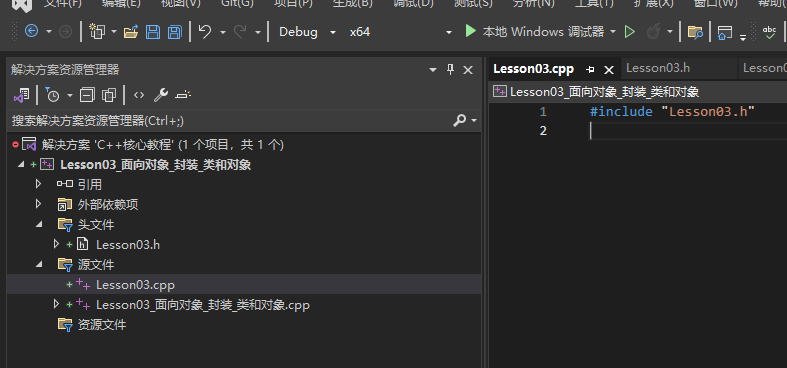 文件(F) 编辑(E) 视图(V) Git(G) 项目(P) 生成(B) 调试(D) 测试(S) 分析(N) 工具(T) 扩展(X) 窗口(W)
Debug x64 本地 Windows 调试器 abc
解决方案资源管理器
Lesson03.cpp Lesson03.h
搜索解决方案资源管理器(Ctrl+;)
Lesson03_面向对象_封装_类和对象
解决方案 'C++核心教程' (1 个项目，共 1 个)
Lesson03_面向对象_封装_类和对象
引用
外部依赖项
头文件
Lesson03.h
源文件
Lesson03.cpp
Lesson03_面向对象_封装_类和对象.cpp
资源文件
1 #include "Lesson03.h"
2